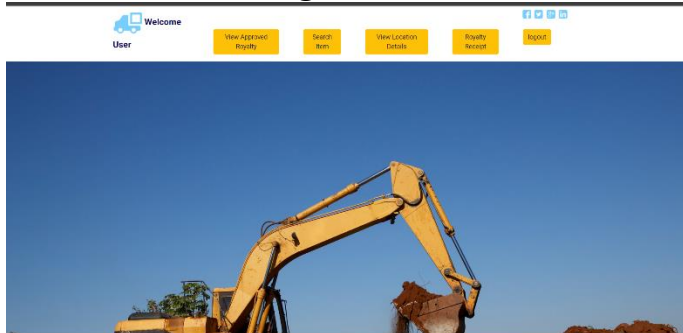 Welcome
User
View Approved
Royalty
Search
Item
View Location
Details
Royalty
Receipt
logout